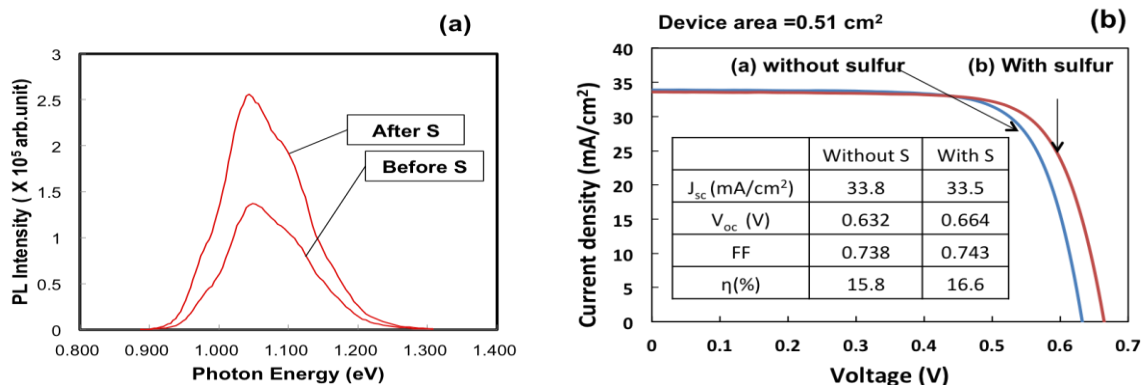 (a)
3
2.5
2
1.5
1
0.5
0
PL Intensity ( X 10⁵ arb.unit)
After S
Before S
0.800 0.900 1.000 1.100 1.200 1.300 1.400
Photon Energy (eV)
Device area =0.51 cm²
(b)
40
35
30
25
20
15
10
5
0
Current density (mA/cm²)
(a) without sulfur
(b) With sulfur
Without S With S
Jsc (mA/cm²) 33.8 33.5
Voc (V) 0.632 0.664
FF 0.738 0.743
η(%) 15.8 16.6
0 0.1 0.2 0.3 0.4 0.5 0.6 0.7
Voltage (V)